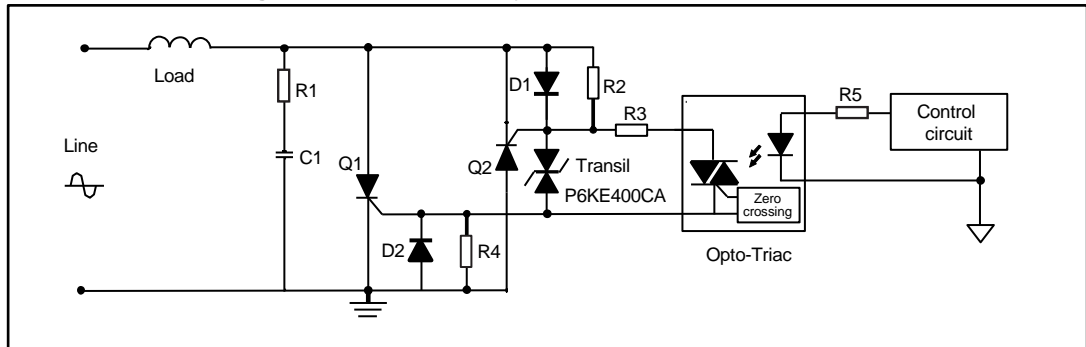 Load
R1
C1
Line
Q1
D2
R4
Q2
D1
R2
R3
Transil
P6KE400CA
Zero
crossing
Opto-Triac
R5
Control
circuit